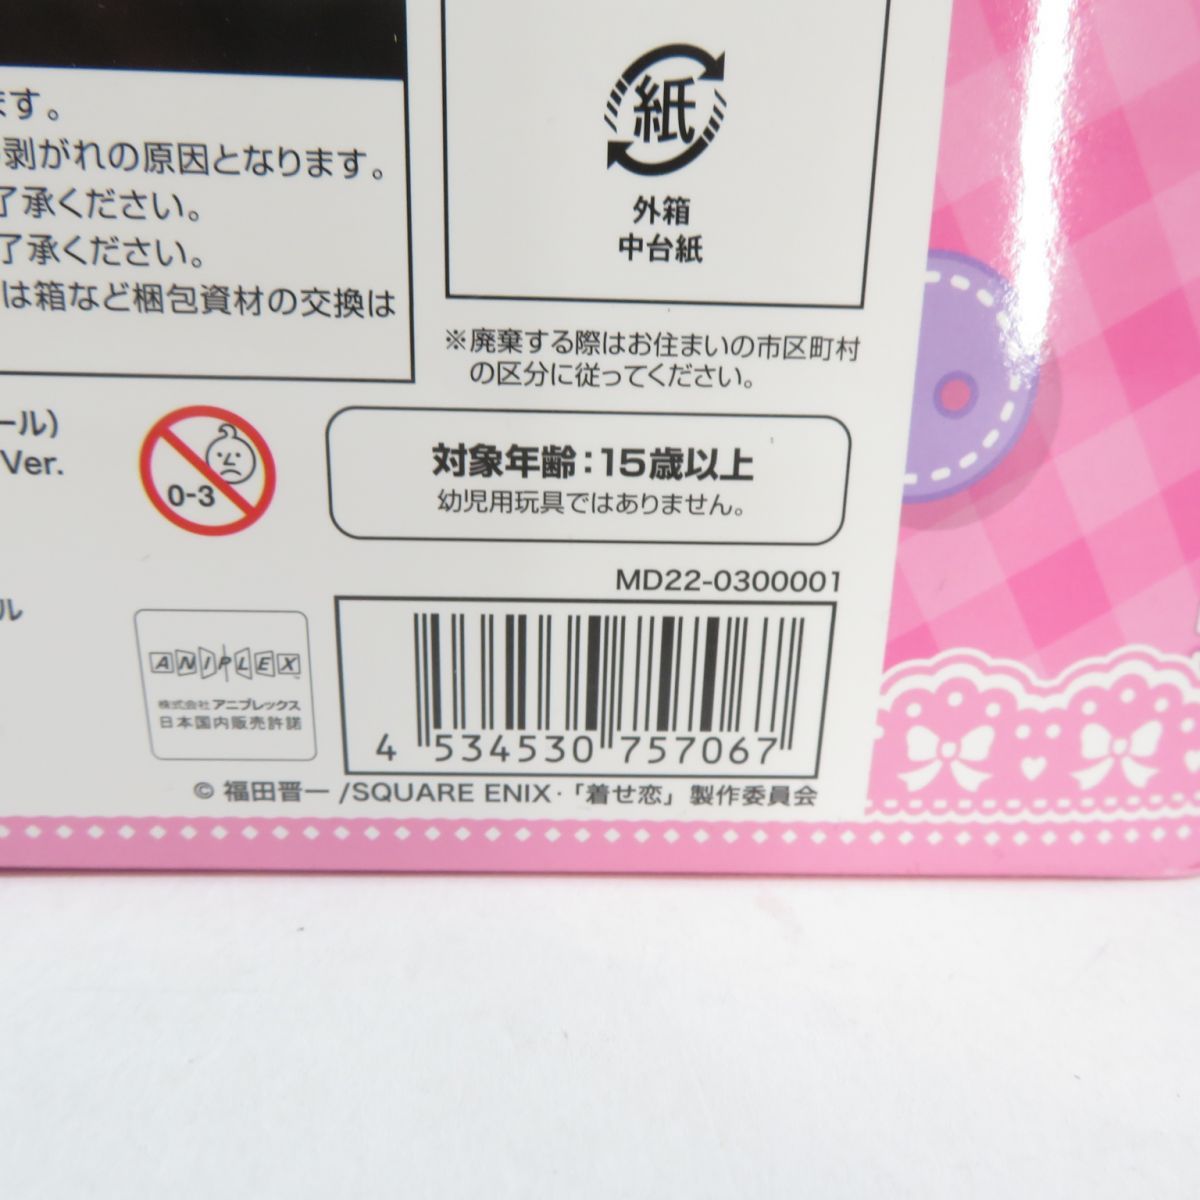 ます。
剥がれの原因となります。
了承ください。
了承ください。
は箱など梱包資材の交換は
紙
外箱
中台紙
※廃棄する際はお住まいの市区町村
の区分に従ってください。
ール)
Ver.
0-3
対象年齢：15歳以上
幼児用玩具ではありません。
MD22-0300001
ル
ANIPLEX™
株式会社アニプレックス
日本国内販売許諾
4 534530 757067
© 福田晋一 /SQUARE ENIX・「着せ恋」製作委員会